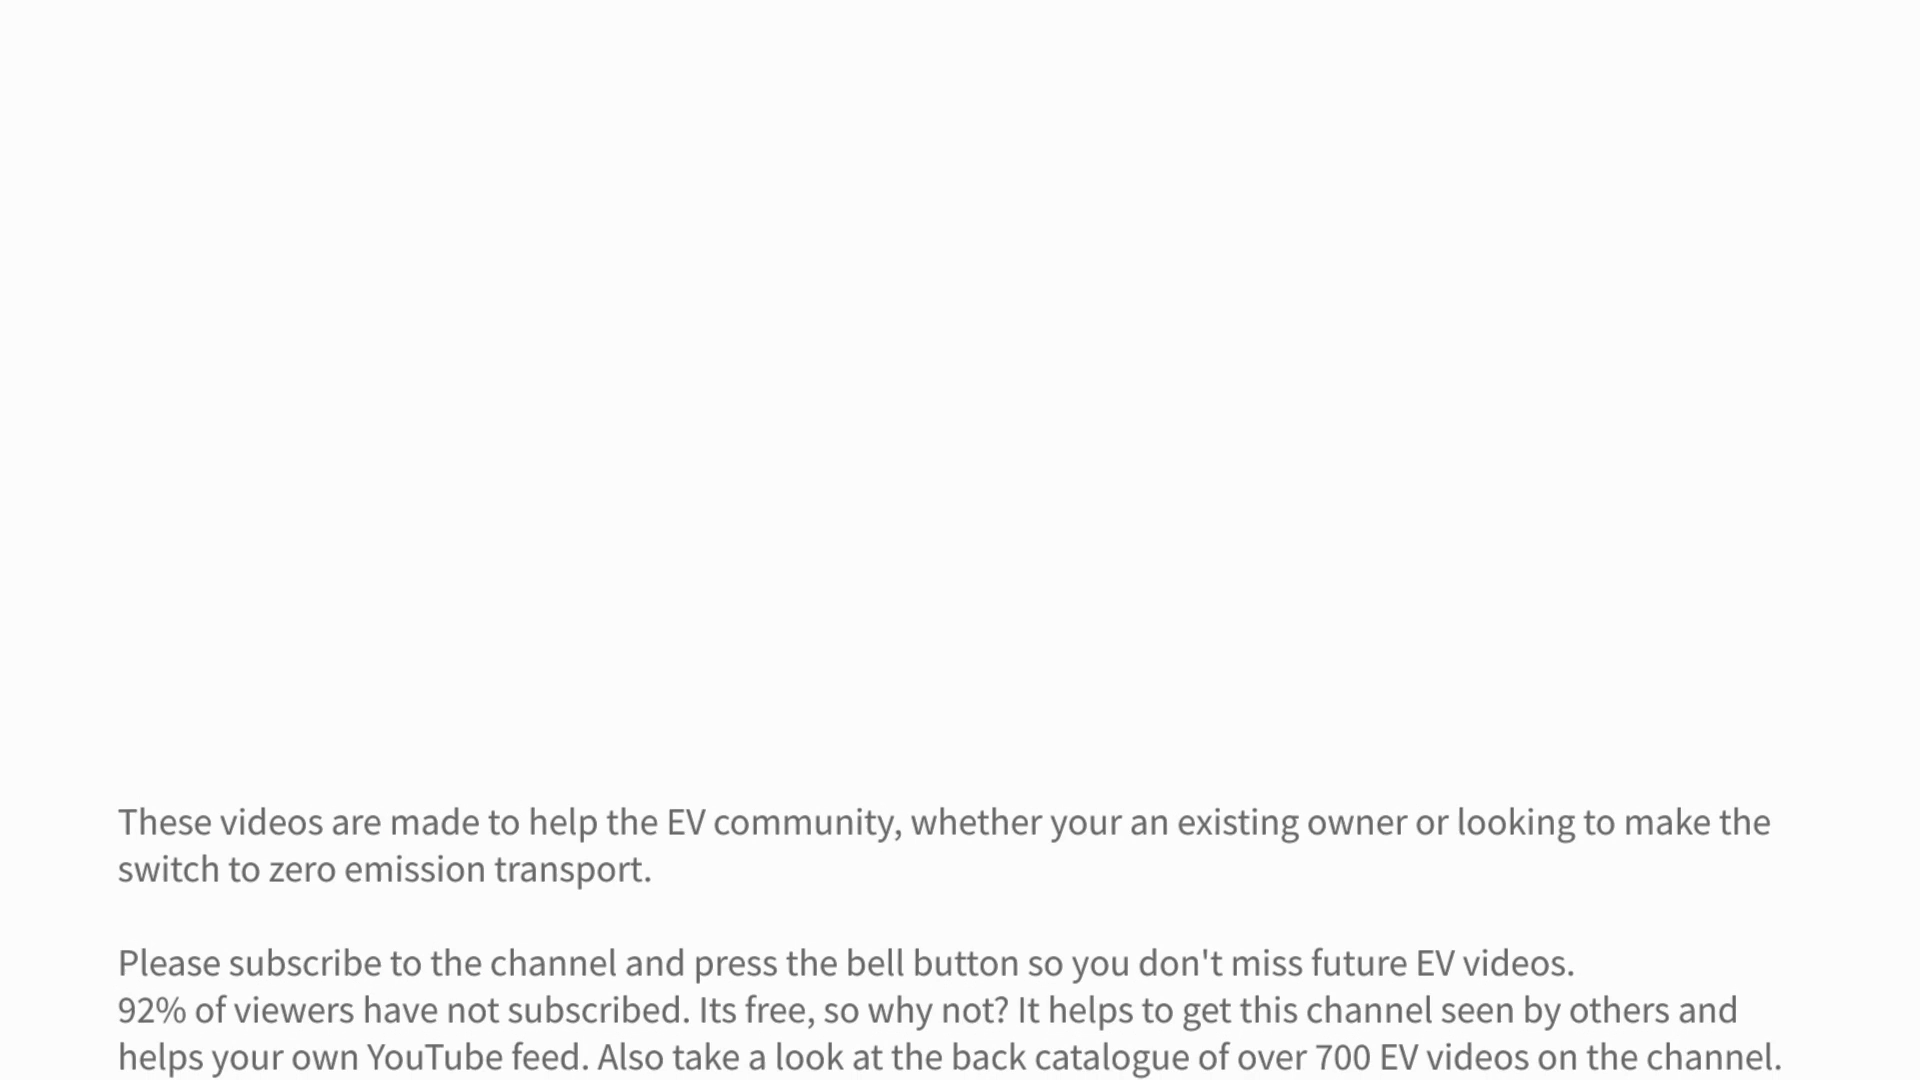 These videos are made to help the EV community, whether your an existing owner or looking to make the
switch to zero emission transport.
Please subscribe to the channel and press the bell button so you don't miss future EV videos.
92% of viewers have not subscribed. Its free, so why not? It helps to get this channel seen by others and
helps your own YouTube feed. Also take a look at the back catalogue of over 700 EV videos on the channel.